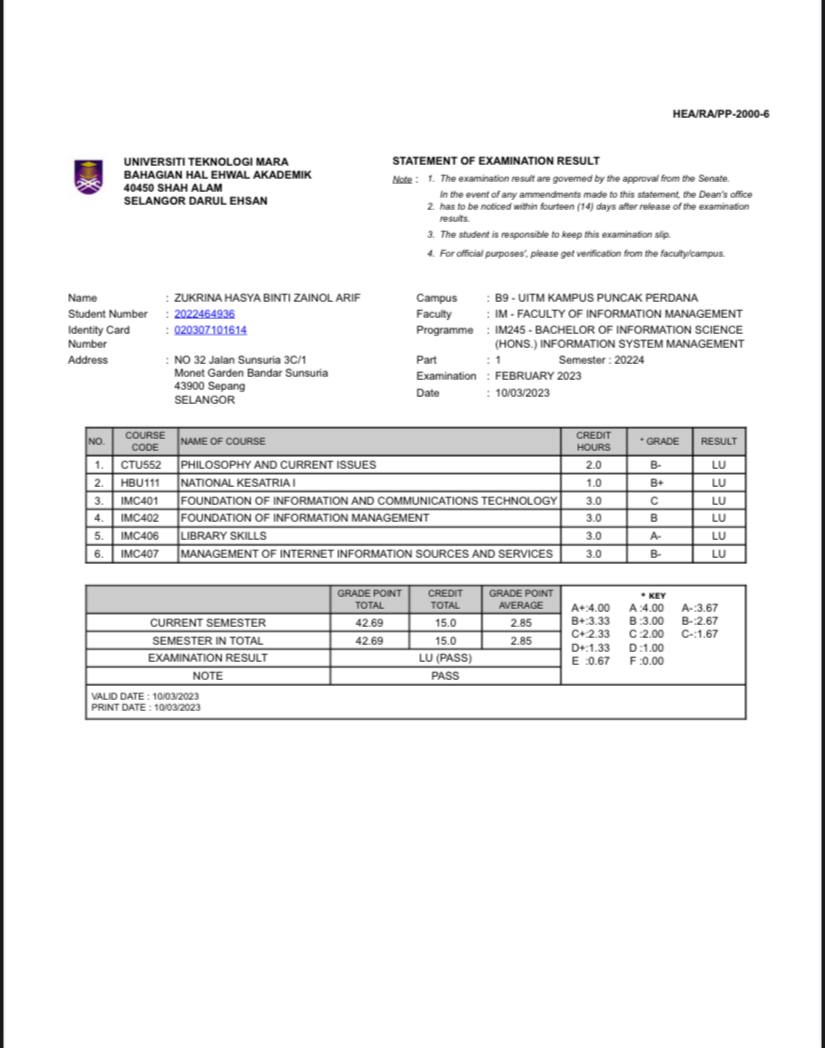 HEA/RA/PP-2000-6
UNIVERSITI TEKNOLOGI MARA
BAHAGIAN HAL EHWAL AKADEMIK
40450 SHAH ALAM
SELANGOR DARUL EHSAN
STATEMENT OF EXAMINATION RESULT
Note : 1. The examination result are governed by the approval from the Senate.
In the event of any ammendments made to this statement, the Dean's office
2. has to be noticed within fourteen (14) days after release of the examination
results.
3. The student is responsible to keep this examination slip.
4. For official purposes', please get verification from the faculty/campus.
Name : ZUKRINA HASYA BINTI ZAINOL ARIF
Student Number : 2022464936
Identity Card : 020307101614
Number
Address : NO 32 Jalan Sunsuria 3C/1
Monet Garden Bandar Sunsuria
43900 Sepang
SELANGOR
Campus : B9 - UITM KAMPUS PUNCAK PERDANA
Faculty : IM - FACULTY OF INFORMATION MANAGEMENT
Programme : IM245 - BACHELOR OF INFORMATION SCIENCE
(HONS.) INFORMATION SYSTEM MANAGEMENT
Part : 1 Semester : 20224
Examination : FEBRUARY 2023
Date : 10/03/2023
NO. COURSE CODE NAME OF COURSE CREDIT HOURS * GRADE RESULT
1. CTU552 PHILOSOPHY AND CURRENT ISSUES 2.0 B- LU
2. HBU111 NATIONAL KESATRIA I 1.0 B+ LU
3. IMC401 FOUNDATION OF INFORMATION AND COMMUNICATIONS TECHNOLOGY 3.0 C LU
4. IMC402 FOUNDATION OF INFORMATION MANAGEMENT 3.0 B LU
5. IMC406 LIBRARY SKILLS 3.0 A- LU
6. IMC407 MANAGEMENT OF INTERNET INFORMATION SOURCES AND SERVICES 3.0 B- LU
GRADE POINT TOTAL CREDIT TOTAL GRADE POINT AVERAGE
CURRENT SEMESTER 42.69 15.0 2.85
SEMESTER IN TOTAL 42.69 15.0 2.85
EXAMINATION RESULT LU (PASS)
NOTE PASS
* KEY
A+:4.00 A :4.00 A-:3.67
B+:3.33 B :3.00 B-:2.67
C+:2.33 C :2.00 C-:1.67
D+:1.33 D :1.00
E :0.67 F :0.00
VALID DATE : 10/03/2023
PRINT DATE : 10/03/2023